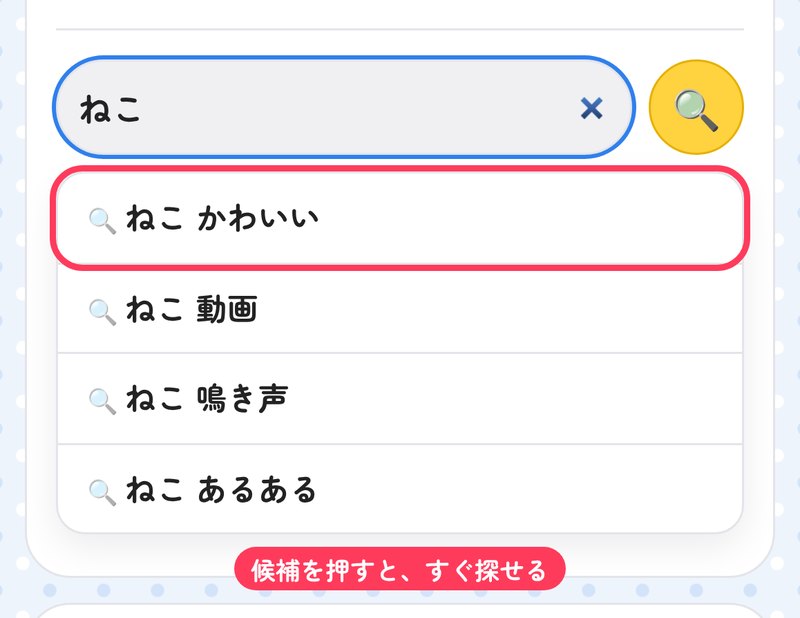 ねこ
ねこ かわいい
ねこ 動画
ねこ 鳴き声
ねこ あるある
候補を押すと、すぐ探せる